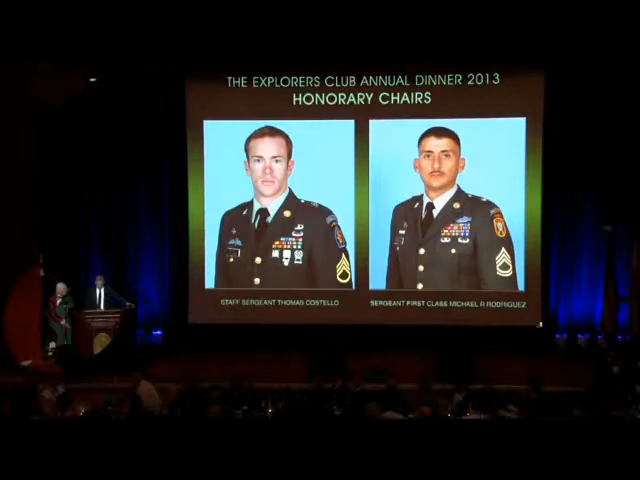 THE EXPLORERS CLUB ANNUAL DINNER 2013
HONORARY CHAIRS
STAFF SERGEANT THOMAS COSTELLO
SERGEANT FIRST CLASS MICHAEL R RODRIGUEZ